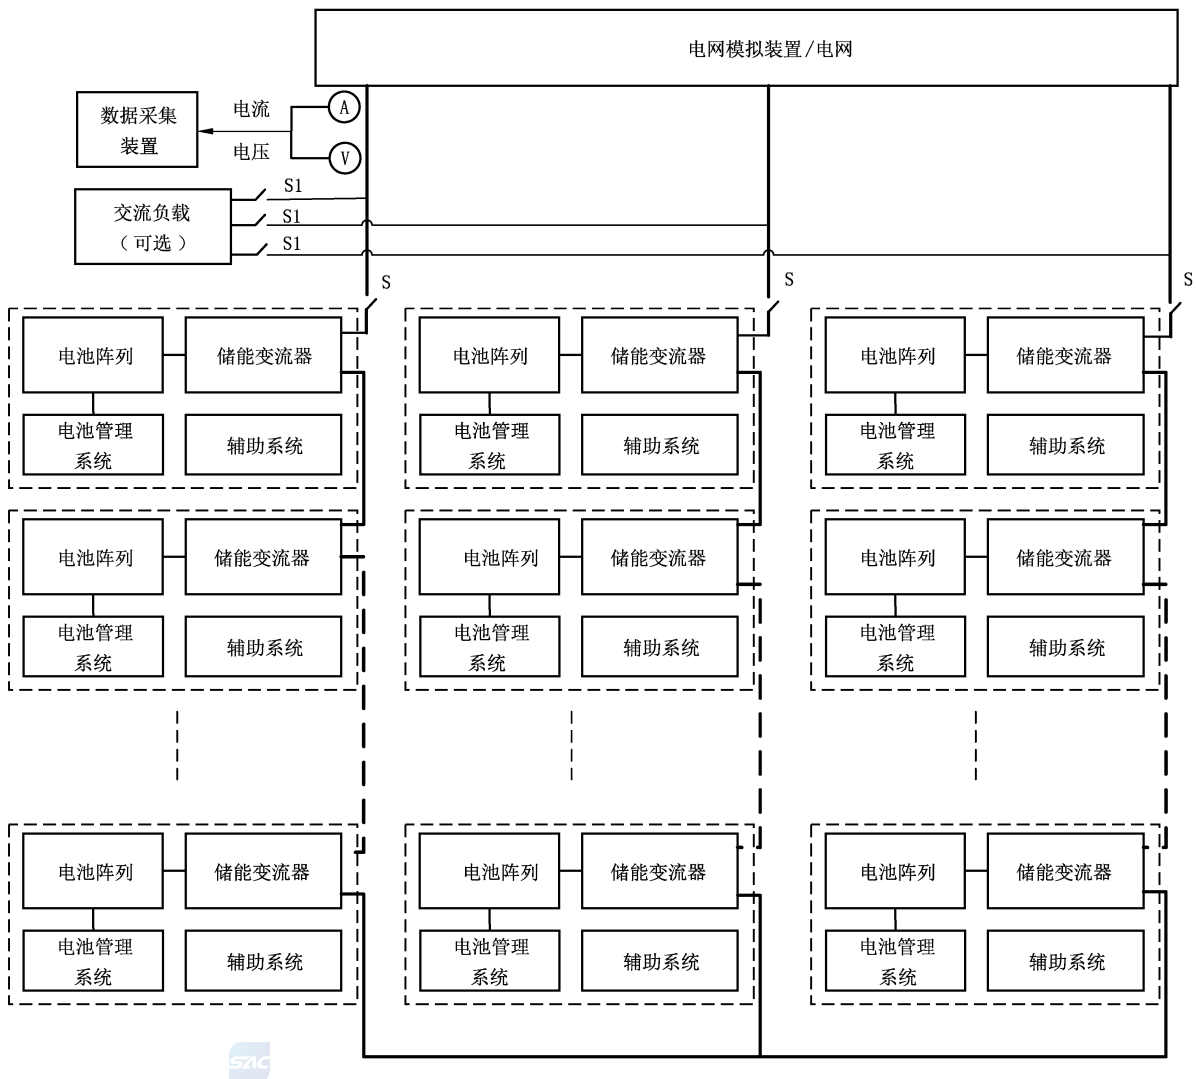 电网模拟装置/电网
数据采集
装置
电流
A
电压
V
交流负载
（可选）
S1
S1
S1
S
S
S
电池阵列
储能变流器
电池管理
系统
辅助系统
电池阵列
储能变流器
电池管理
系统
辅助系统
电池阵列
储能变流器
电池管理
系统
辅助系统
电池阵列
储能变流器
电池管理
系统
辅助系统
电池阵列
储能变流器
电池管理
系统
辅助系统
电池阵列
储能变流器
电池管理
系统
辅助系统
电池阵列
储能变流器
电池管理
系统
辅助系统
电池阵列
储能变流器
电池管理
系统
辅助系统
电池阵列
储能变流器
电池管理
系统
辅助系统
SAC